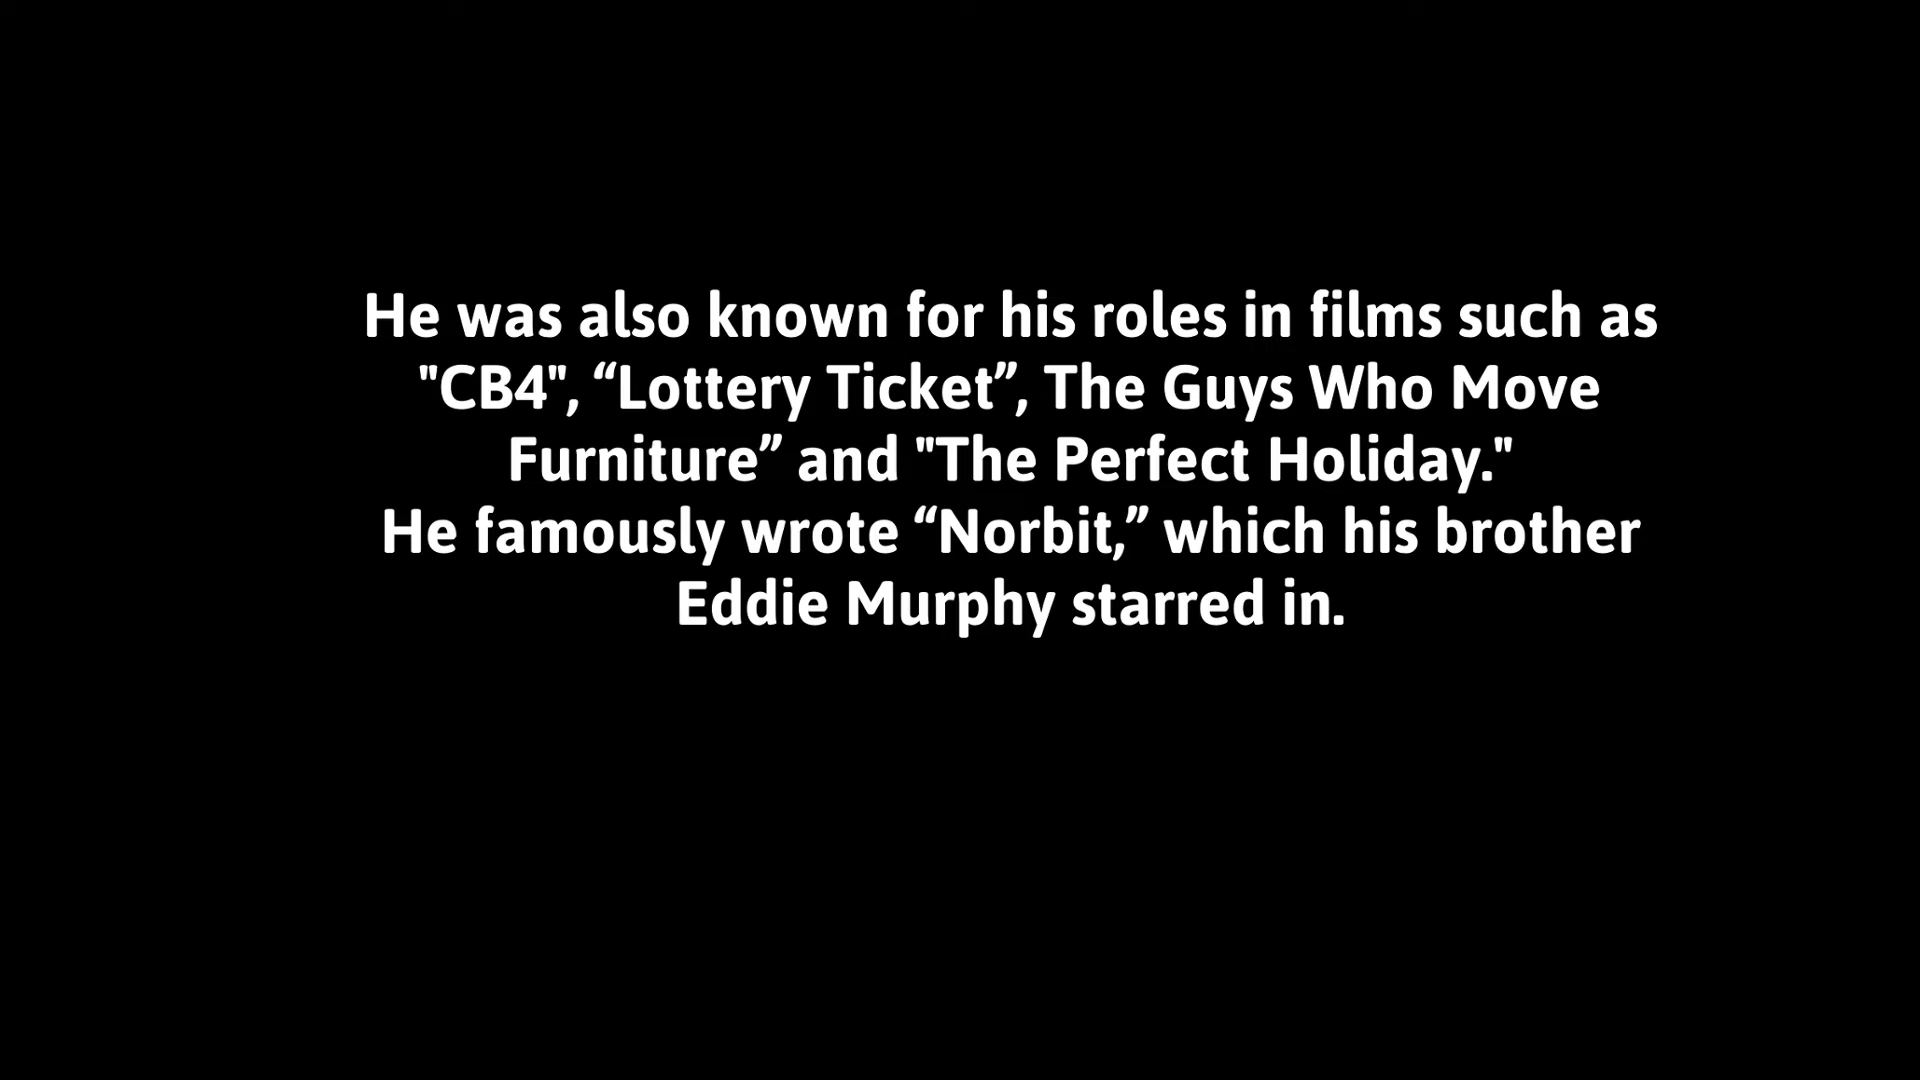 He was also known for his roles in films such as
"CB4", “Lottery Ticket”, The Guys Who Move
Furniture” and "The Perfect Holiday."
He famously wrote “Norbit,” which his brother
Eddie Murphy starred in.